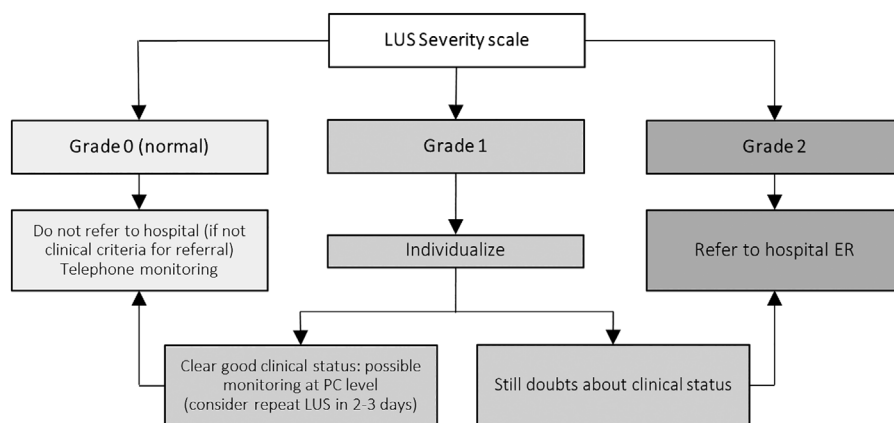 LUS Severity scale
Grade 0 (normal)
Grade 1
Grade 2
Do not refer to hospital (if not
clinical criteria for referral)
Telephone monitoring
Individualize
Refer to hospital ER
Clear good clinical status: possible
monitoring at PC level
(consider repeat LUS in 2-3 days)
Still doubts about clinical status